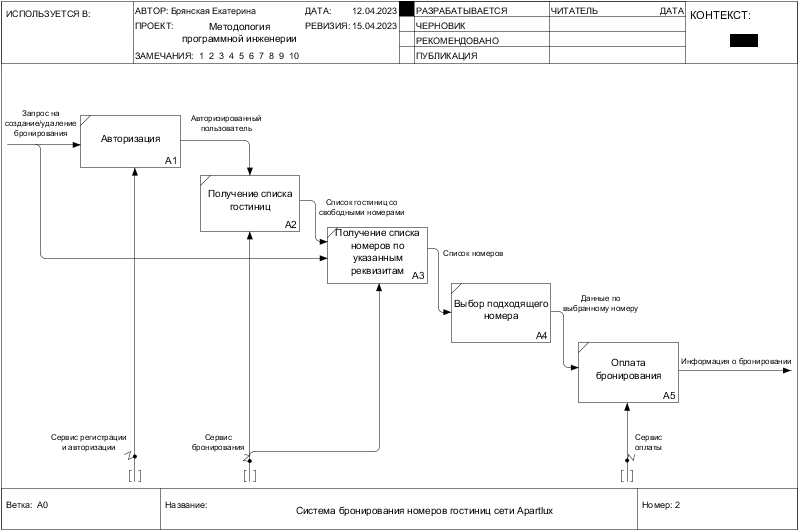 ИСПОЛЬЗУЕТСЯ В:
АВТОР: Брянская Екатерина
ДАТА: 12.04.2023
РАЗРАБАТЫВАЕТСЯ
ЧИТАТЕЛЬ
ДАТА
КОНТЕКСТ:
ПРОЕКТ: Методология
программной инженерии
РЕВИЗИЯ: 15.04.2023
ЧЕРНОВИК
РЕКОМЕНДОВАНО
ЗАМЕЧАНИЯ: 1 2 3 4 5 6 7 8 9 10
ПУБЛИКАЦИЯ
Запрос на
создание/удаление
бронирования
Авторизация
A1
Авторизированный
пользователь
Получение списка
гостиниц
A2
Список гостиниц со
свободными номерами
Получение списка
номеров по
указанным
реквизитам
A3
Список номеров
Выбор подходящего
номера
A4
Данные по
выбранному номеру
Оплата
бронирования
A5
Информация о бронировании
Сервис регистрации
и авторизации
Сервис
бронирования
Сервис
оплаты
Ветка: A0
Название:
Система бронирования номеров гостиниц сети Apartlux
Номер: 2